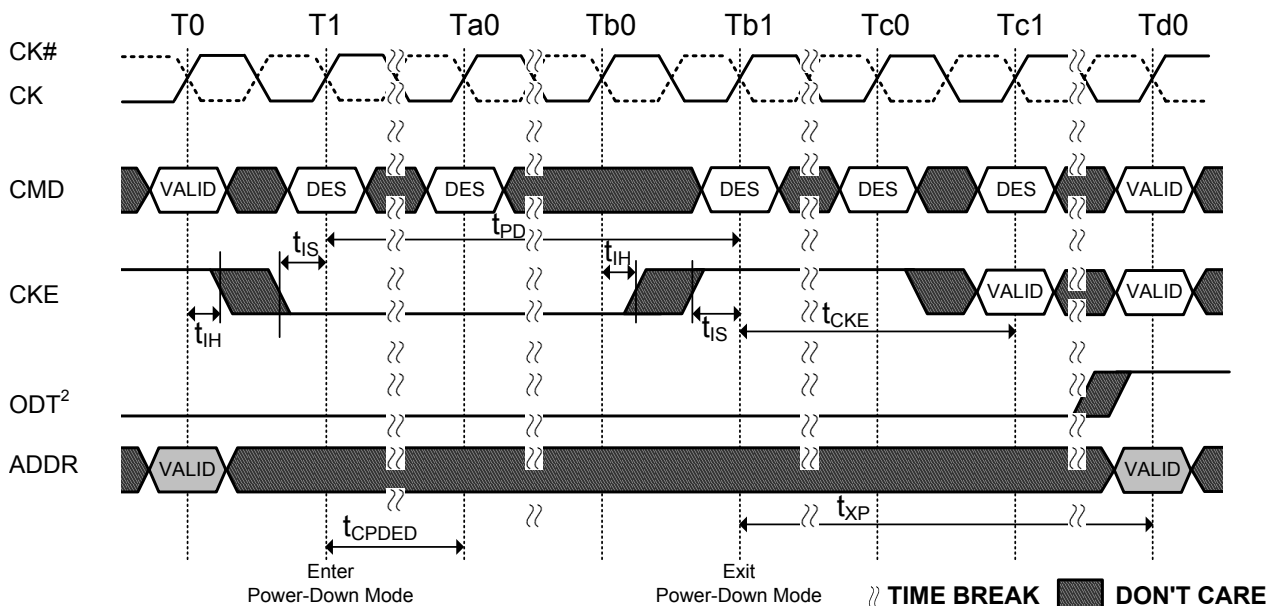 T0 T1 Ta0 Tb0 Tb1 Tc0 Tc1 Td0
CK#
CK
CMD VALID DES DES DES DES DES VALID
tPD
tIS
tIH
CKE VALID VALID
tIH
tIS
tCKE
ODT2
ADDR VALID VALID
tXP
tCPDED
Enter
Power-Down Mode
Exit
Power-Down Mode
TIME BREAK
DON'T CARE